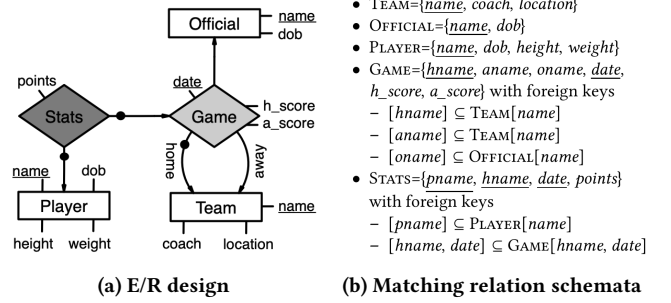 Official
name
dob
points
date
Stats
Game
h_score
a_score
home
away
name
dob
Player
height
weight
Team
name
coach
location
(a) E/R design
• TEAM={name, coach, location}
• OFFICIAL={name, dob}
• PLAYER={name, dob, height, weight}
• GAME={hname, aname, oname, date,
h_score, a_score} with foreign keys
– [hname] ⊆ TEAM[name]
– [aname] ⊆ TEAM[name]
– [oname] ⊆ OFFICIAL[name]
• STATS={pname, hname, date, points}
with foreign keys
– [pname] ⊆ PLAYER[name]
– [hname, date] ⊆ GAME[hname, date]
(b) Matching relation schemata